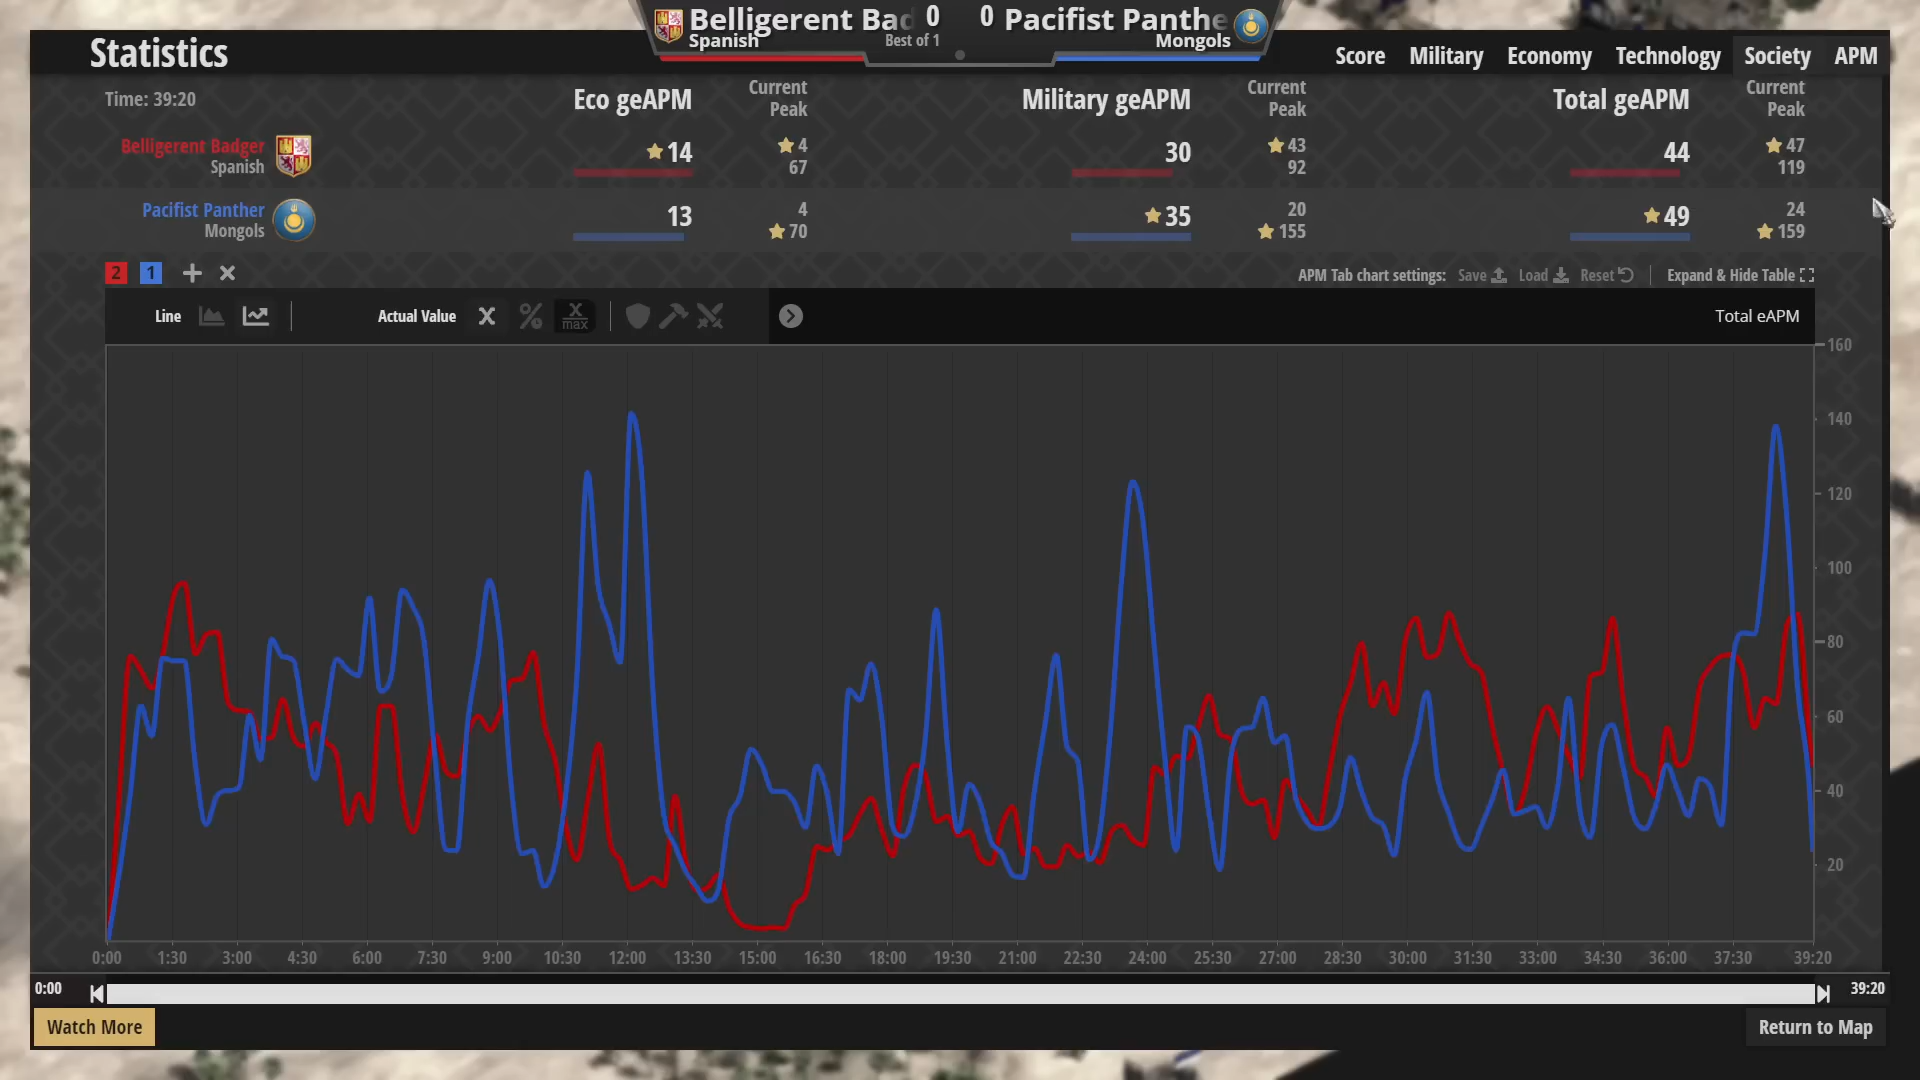 Belligerent Bad 0 0 Pacifist Panthe
Spanish Best of 1 Mongols
Statistics
Score Military Economy Technology Society APM
Time: 39:20
Eco geAPM Current Peak Military geAPM Current Peak Total geAPM Current Peak
Belligerent Badger
Spanish
14 4 67 30 43 92 44 47 119
Pacifist Panther
Mongols
13 4 70 35 20 155 49 24 159
2 1
APM Tab chart settings: Save Load Reset Expand & Hide Table
Line Actual Value X % X max Total eAPM
160
140
120
100
80
60
40
20
0:00 1:30 3:00 4:30 6:00 7:30 9:00 10:30 12:00 13:30 15:00 16:30 18:00 19:30 21:00 22:30 24:00 25:30 27:00 28:30 30:00 31:30 33:00 34:30 36:00 37:30 39:20
0:00 39:20
Watch More Return to Map